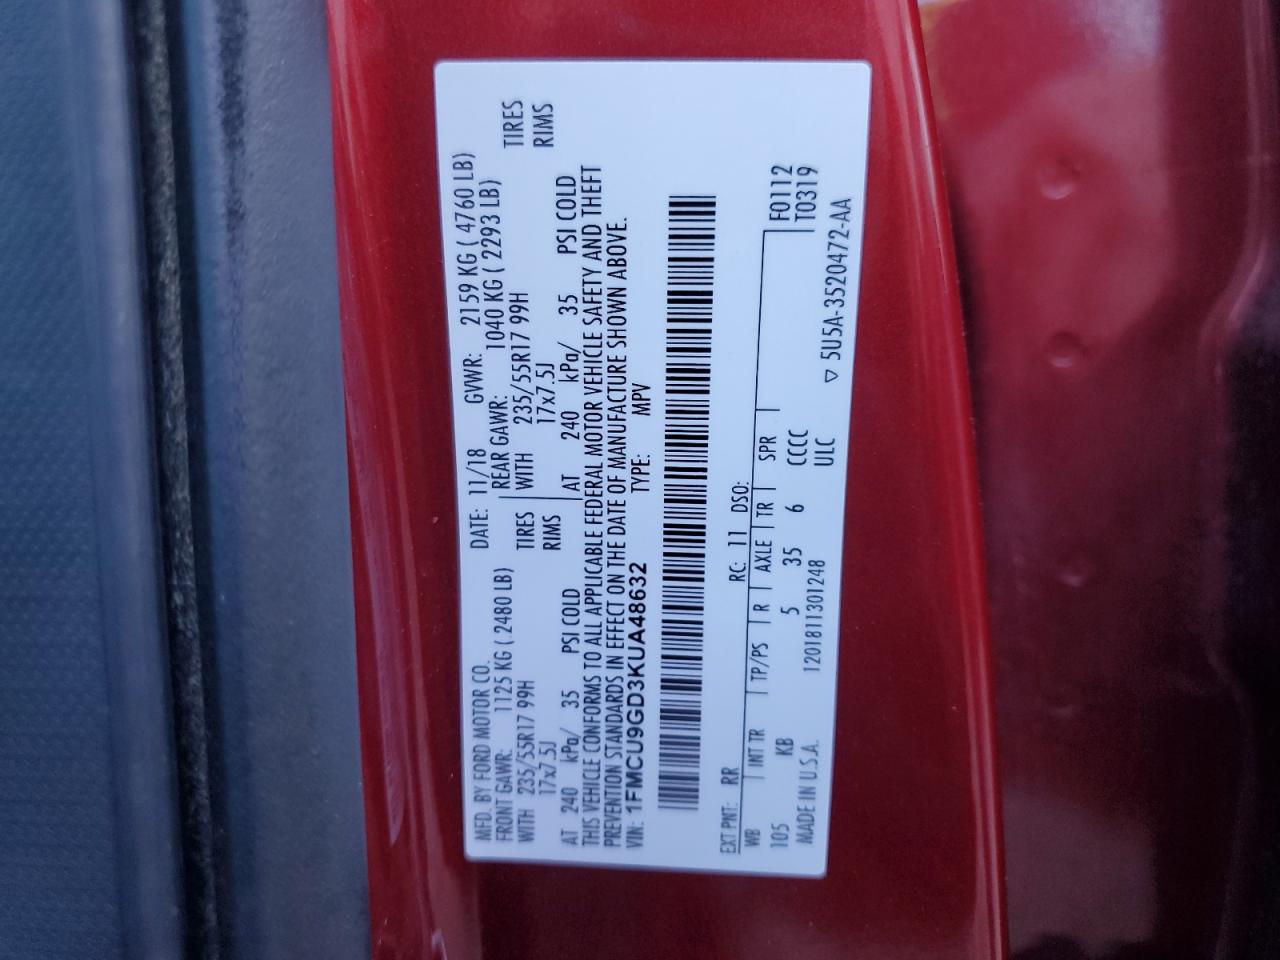 MFD. BY FORD MOTOR CO. DATE: 11/18 GVWR: 2159 KG ( 4760 LB)
FRONT GAWR: 1125 KG ( 2480 LB) REAR GAWR: 1040 KG ( 2293 LB)
WITH 235/55R17 99H TIRES WITH 235/55R17 99H TIRES
17x7.5J RIMS 17x7.5J RIMS
AT 240 kPa/ 35 PSI COLD AT 240 kPa/ 35 PSI COLD
THIS VEHICLE CONFORMS TO ALL APPLICABLE FEDERAL MOTOR VEHICLE SAFETY AND THEFT
PREVENTION STANDARDS IN EFFECT ON THE DATE OF MANUFACTURE SHOWN ABOVE.
VIN: 1FMCU9GD3KUA48632 TYPE: MPV
EXT PNT: RR RC: 11 DSO: F0112
WB INT TR TP/PS R AXLE TR SPR T0319
105 KB 5 35 6 CCCC
MADE IN U.S.A. 1201811301248 ULC
▽ 5U5A-3520472-AA